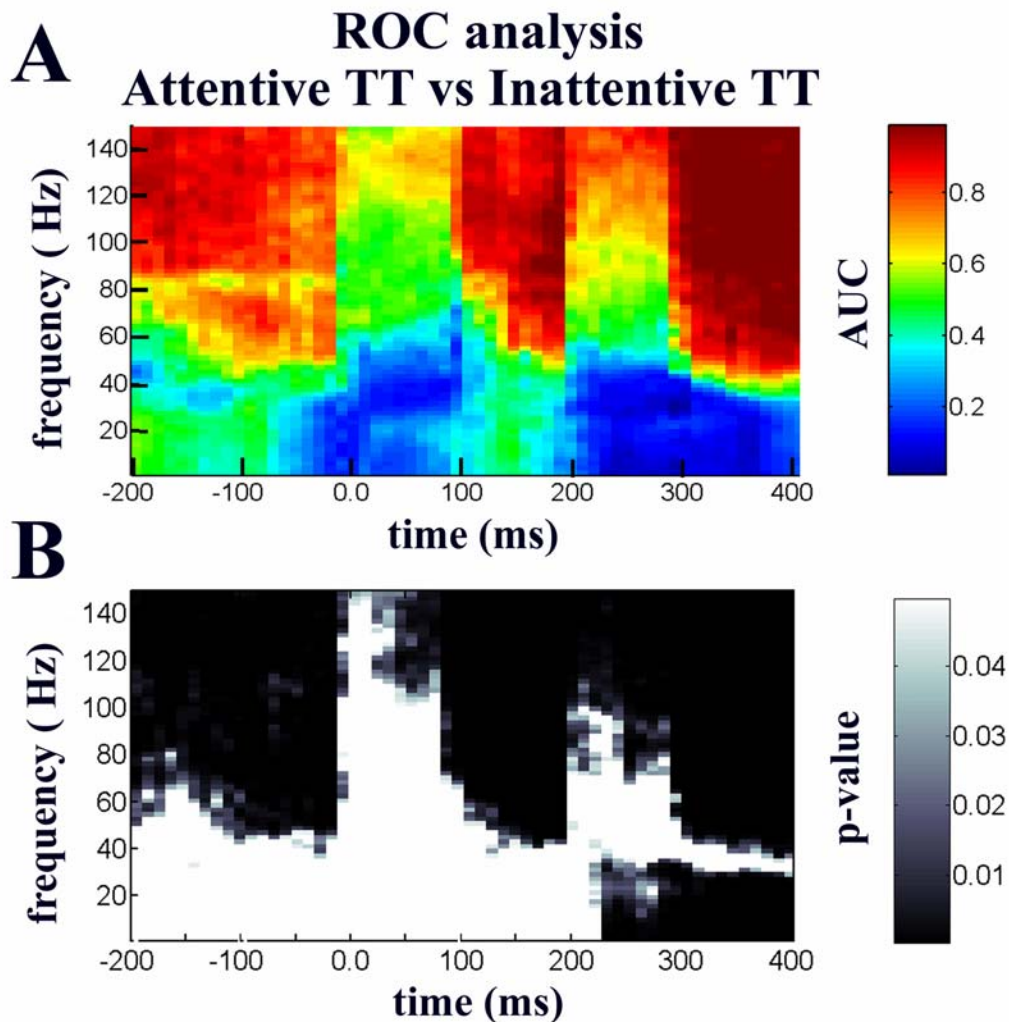 A
ROC analysis
Attentive TT vs Inattentive TT
frequency ( Hz)
140
120
100
80
60
40
20
-200 -100 0.0 100 200 300 400
time (ms)
0.8
0.6
0.4
0.2
AUC
B
frequency ( Hz)
140
120
100
80
60
40
20
-200 -100 0.0 100 200 300 400
time (ms)
0.04
0.03
0.02
0.01
p-value